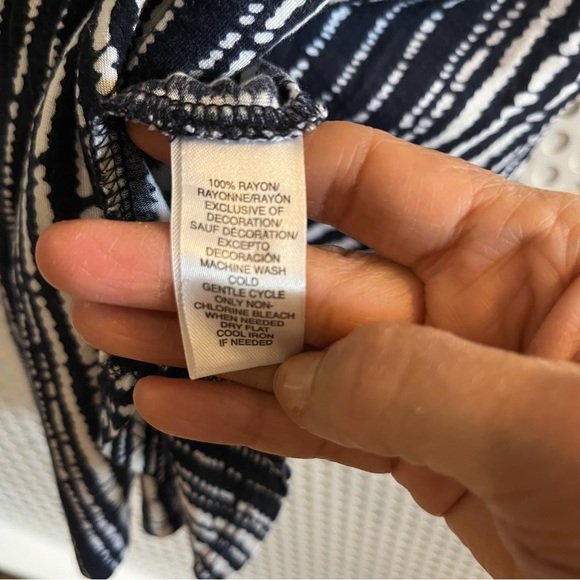 100% RAYON/
RAYONNE/RAYÓN
EXCLUSIVE OF
DECORATION/
SAUF DÉCORATION/
EXCEPTO
DECORACIÓN
MACHINE WASH
COLD
GENTLE CYCLE
ONLY NON-
CHLORINE BLEACH
WHEN NEEDED
DRY FLAT
COOL IRON
IF NEEDED